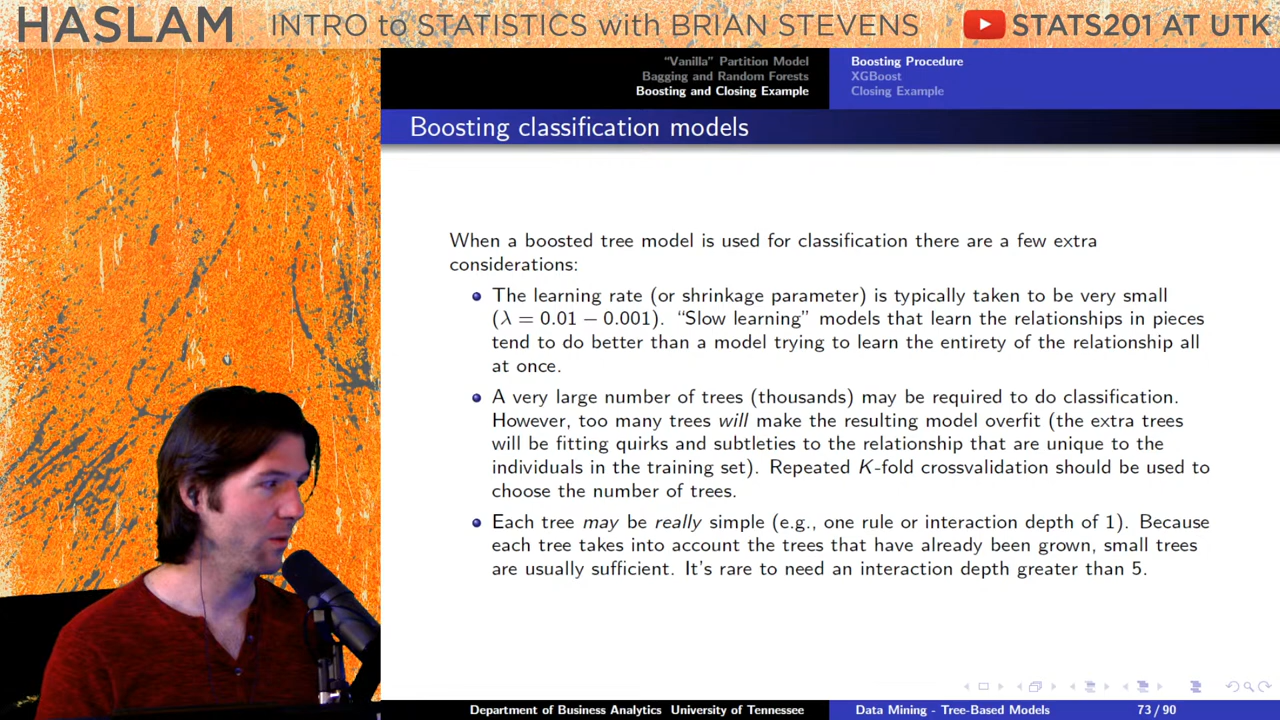 HASLAM INTRO to STATISTICS with BRIAN STEVENS STATS201 AT UTK
"Vanilla" Partition Model
Bagging and Random Forests
Boosting and Closing Example
Boosting Procedure
XGBoost
Closing Example
Boosting classification models
When a boosted tree model is used for classification there are a few extra
considerations:
The learning rate (or shrinkage parameter) is typically taken to be very small
(λ = 0.01 − 0.001). "Slow learning" models that learn the relationships in pieces
tend to do better than a model trying to learn the entirety of the relationship all
at once.
A very large number of trees (thousands) may be required to do classification.
However, too many trees will make the resulting model overfit (the extra trees
will be fitting quirks and subtleties to the relationship that are unique to the
individuals in the training set). Repeated K-fold crossvalidation should be used to
choose the number of trees.
Each tree may be really simple (e.g., one rule or interaction depth of 1). Because
each tree takes into account the trees that have already been grown, small trees
are usually sufficient. It's rare to need an interaction depth greater than 5.
Department of Business Analytics University of Tennessee
Data Mining - Tree-Based Models 73 / 90